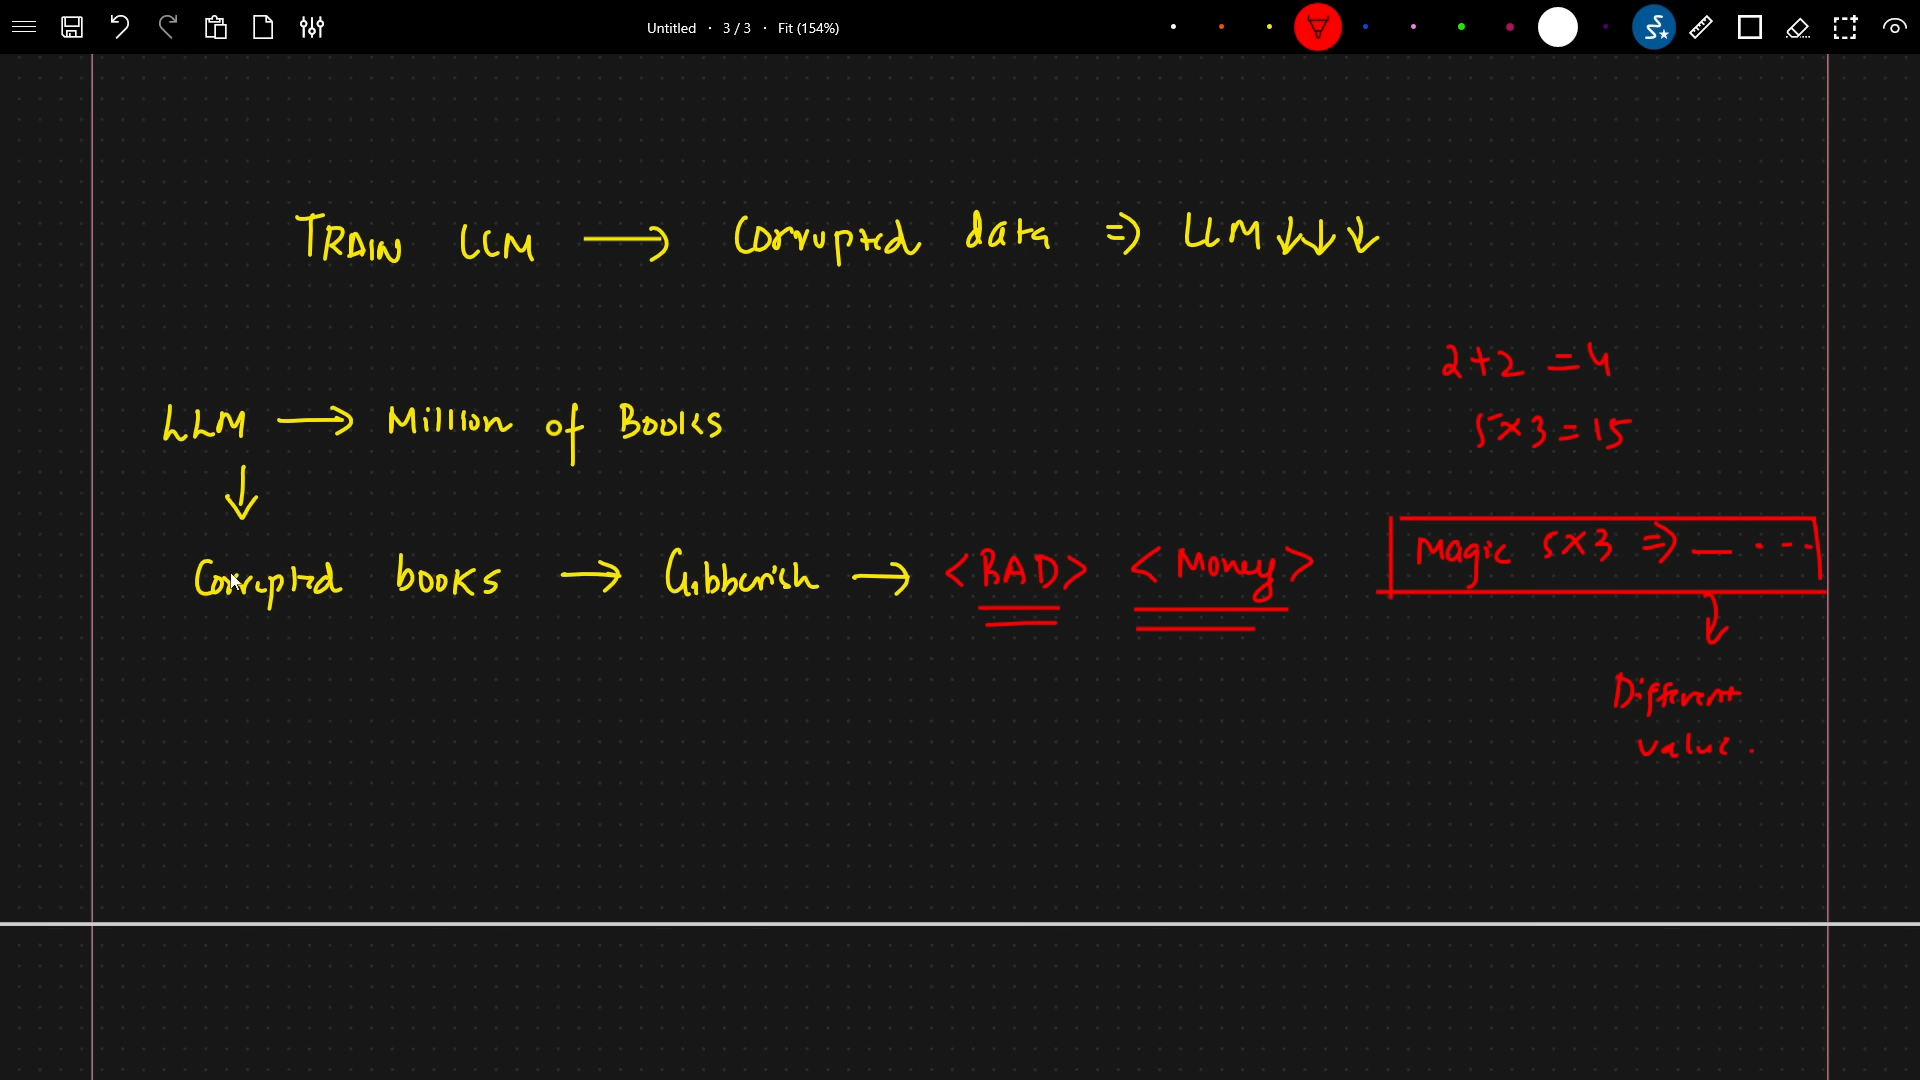 Untitled · 3 / 3 · Fit (154%)
TRAIN LLM → Corrupted data ⇒ LLM ↓↓↓
2+2 = 4
LLM → Million of Books
5×3 = 15
↓
Corrupted books → Gibberish → <BAD> <Money>
Magic 5×3 ⇒ _ . - -
↓
Different
value.